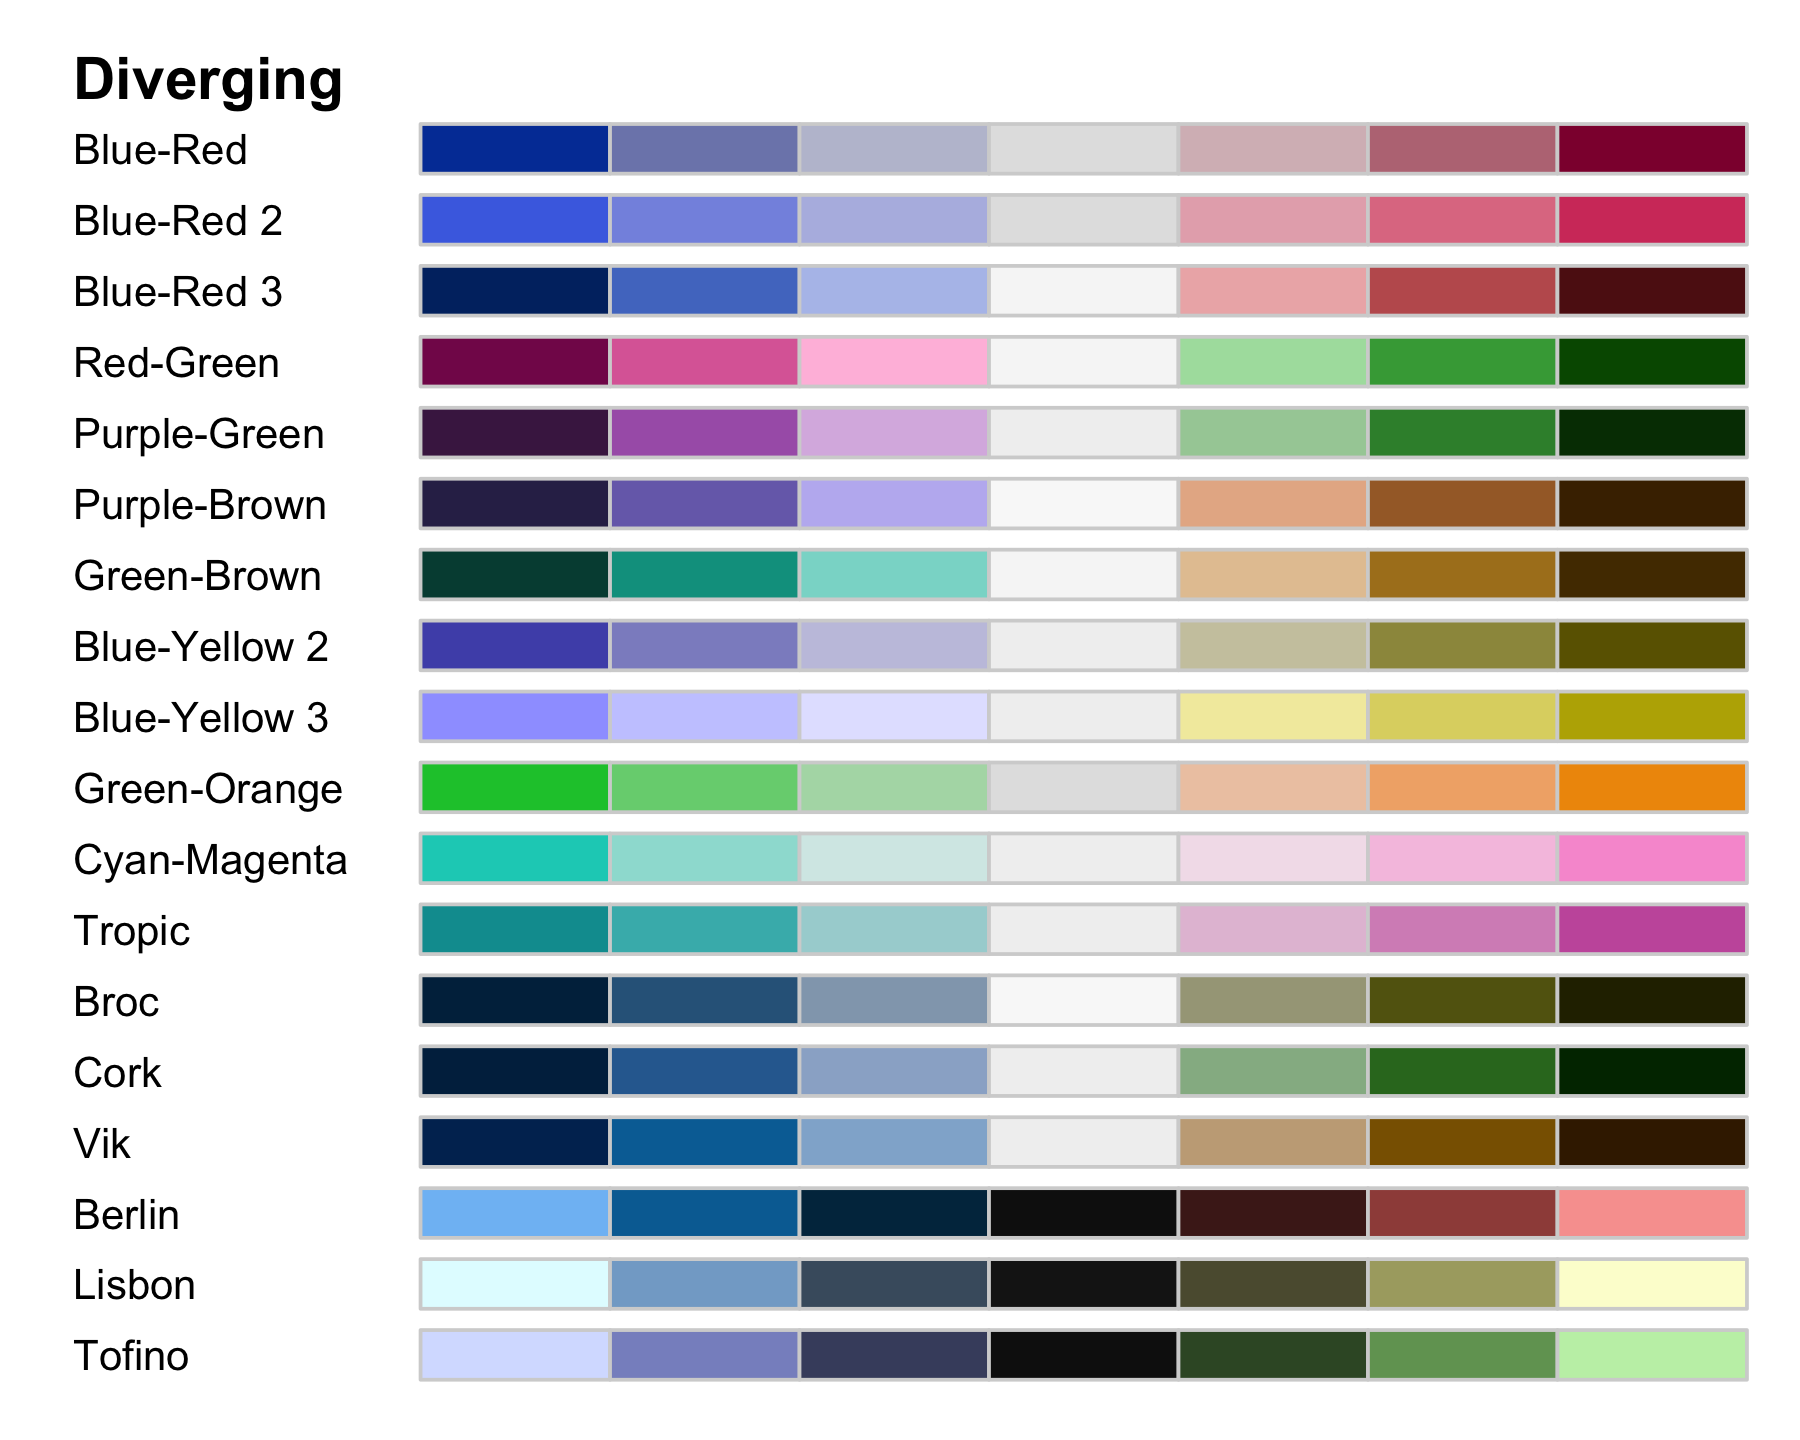 Diverging
Blue-Red
Blue-Red 2
Blue-Red 3
Red-Green
Purple-Green
Purple-Brown
Green-Brown
Blue-Yellow 2
Blue-Yellow 3
Green-Orange
Cyan-Magenta
Tropic
Broc
Cork
Vik
Berlin
Lisbon
Tofino